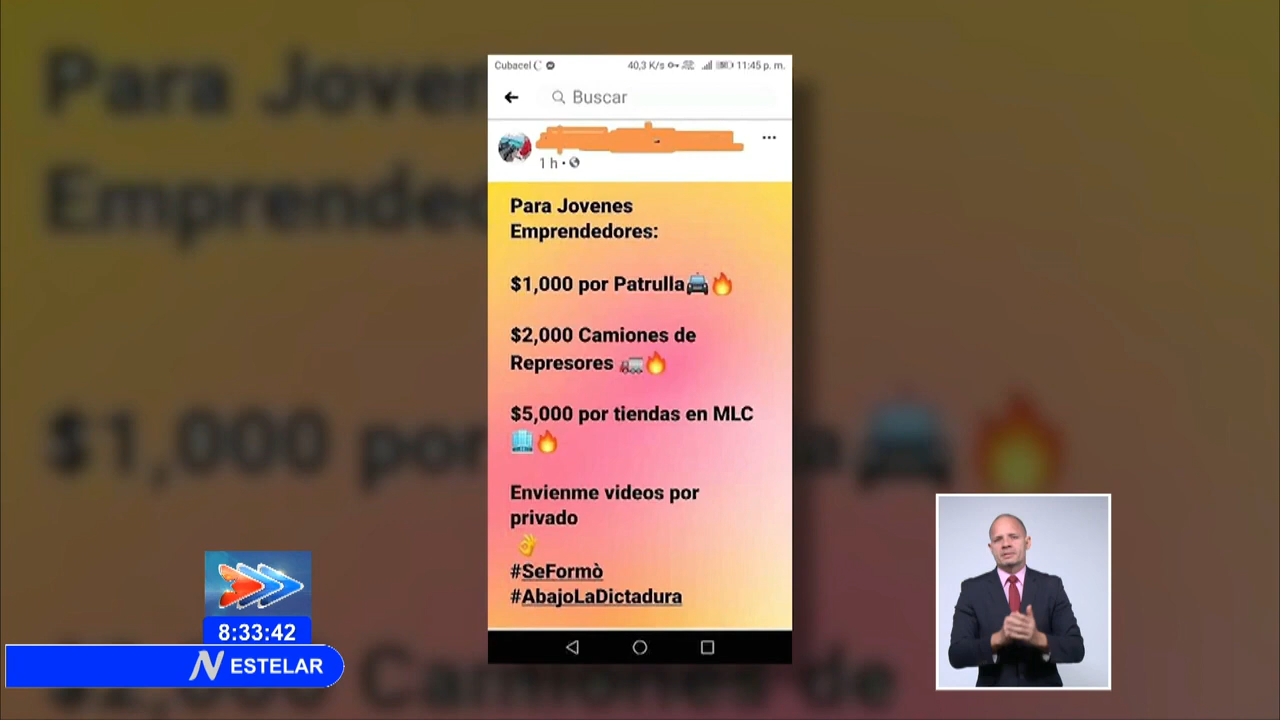 Cubacel
40,3 K/s
11:45 p. m.
Buscar
1 h
Para Jovenes
Emprendedores:
$1,000 por Patrulla🚔🔥
$2,000 Camiones de
Represores 🚛🔥
$5,000 por tiendas en MLC
🏢🔥
Envienme videos por
privado
👌
#SeFormò
#AbajoLaDictadura
8:33:42
N ESTELAR